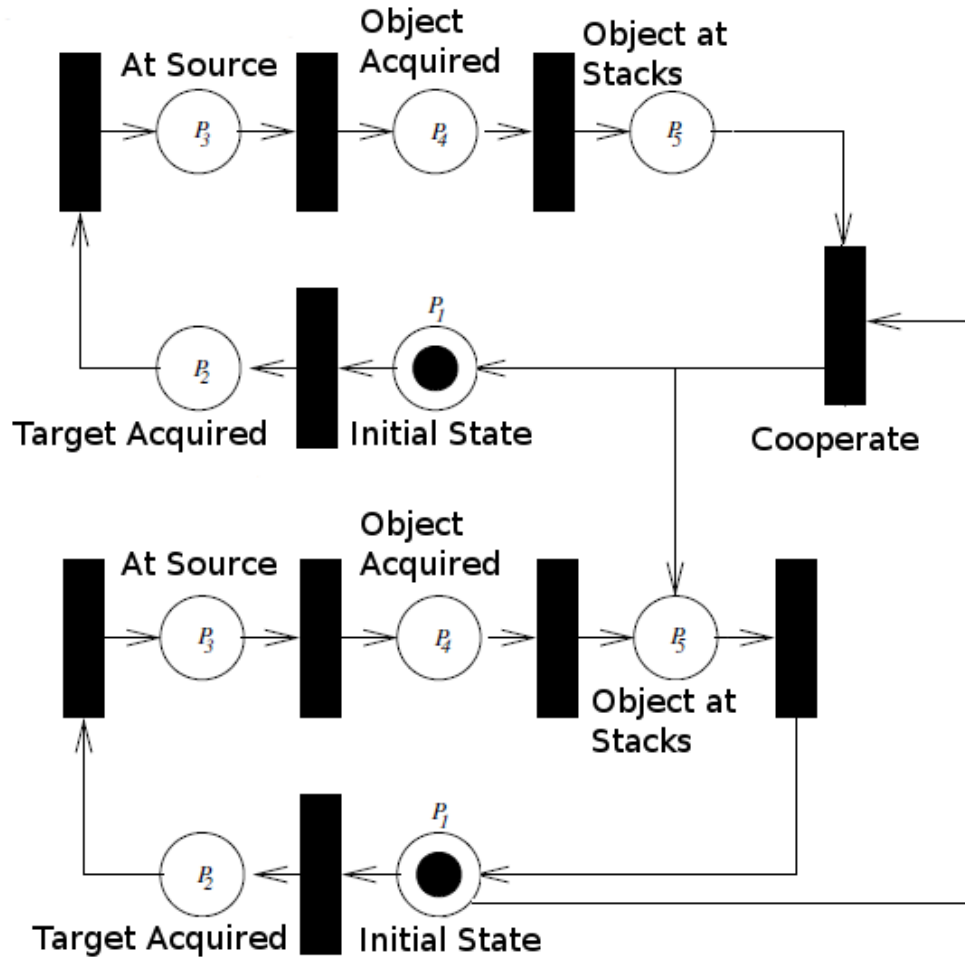 Object
Acquired
Object at
Stacks
At Source
P3
P4
P5
P1
P2
Target Acquired
Initial State
Cooperate
Object
Acquired
At Source
P3
P4
P5
Object at
Stacks
P1
P2
Target Acquired
Initial State